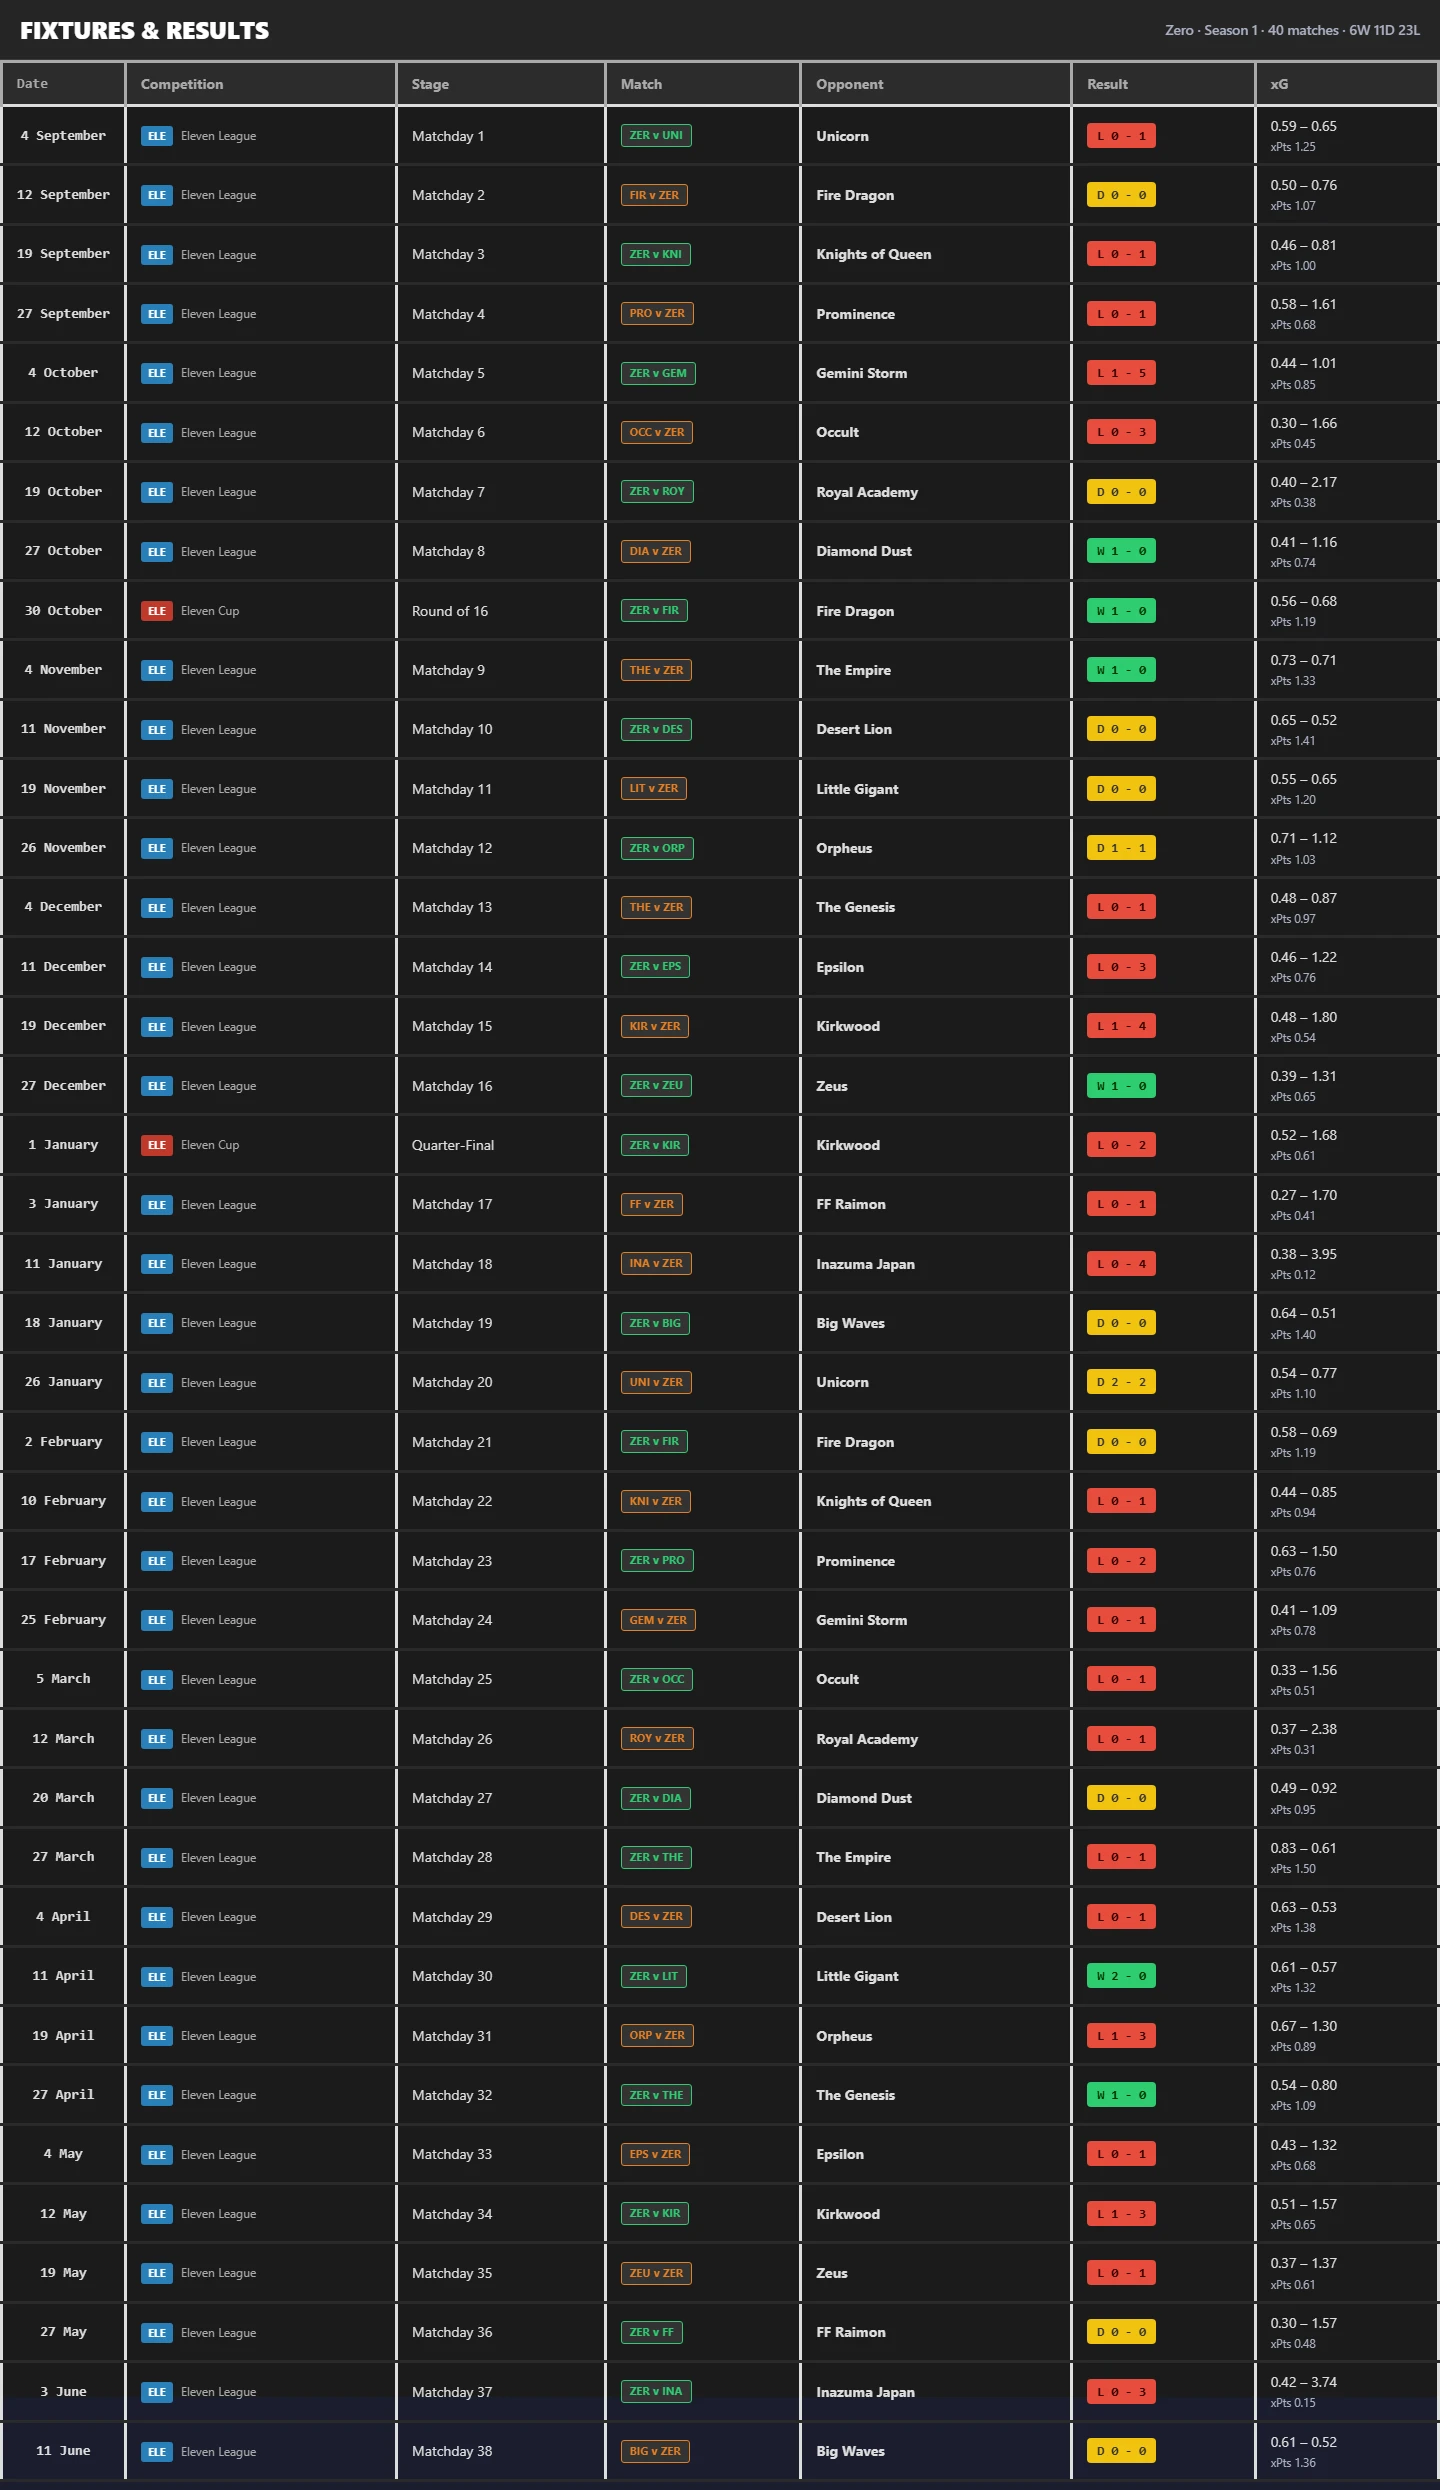 FIXTURES & RESULTS
Zero · Season 1 · 40 matches · 6W 11D 23L
Date Competition Stage Match Opponent Result xG
4 September ELE Eleven League Matchday 1 ZER v UNI Unicorn L 0 - 1 0.59 – 0.65
xPts 1.25
12 September ELE Eleven League Matchday 2 FIR v ZER Fire Dragon D 0 - 0 0.50 – 0.76
xPts 1.07
19 September ELE Eleven League Matchday 3 ZER v KNI Knights of Queen L 0 - 1 0.46 – 0.81
xPts 1.00
27 September ELE Eleven League Matchday 4 PRO v ZER Prominence L 0 - 1 0.58 – 1.61
xPts 0.68
4 October ELE Eleven League Matchday 5 ZER v GEM Gemini Storm L 1 - 5 0.44 – 1.01
xPts 0.85
12 October ELE Eleven League Matchday 6 OCC v ZER Occult L 0 - 3 0.30 – 1.66
xPts 0.45
19 October ELE Eleven League Matchday 7 ZER v ROY Royal Academy D 0 - 0 0.40 – 2.17
xPts 0.38
27 October ELE Eleven League Matchday 8 DIA v ZER Diamond Dust W 1 - 0 0.41 – 1.16
xPts 0.74
30 October ELE Eleven Cup Round of 16 ZER v FIR Fire Dragon W 1 - 0 0.56 – 0.68
xPts 1.19
4 November ELE Eleven League Matchday 9 THE v ZER The Empire W 1 - 0 0.73 – 0.71
xPts 1.33
11 November ELE Eleven League Matchday 10 ZER v DES Desert Lion D 0 - 0 0.65 – 0.52
xPts 1.41
19 November ELE Eleven League Matchday 11 LIT v ZER Little Gigant D 0 - 0 0.55 – 0.65
xPts 1.20
26 November ELE Eleven League Matchday 12 ZER v ORP Orpheus D 1 - 1 0.71 – 1.12
xPts 1.03
4 December ELE Eleven League Matchday 13 THE v ZER The Genesis L 0 - 1 0.48 – 0.87
xPts 0.97
11 December ELE Eleven League Matchday 14 ZER v EPS Epsilon L 0 - 3 0.46 – 1.22
xPts 0.76
19 December ELE Eleven League Matchday 15 KIR v ZER Kirkwood L 1 - 4 0.48 – 1.80
xPts 0.54
27 December ELE Eleven League Matchday 16 ZER v ZEU Zeus W 1 - 0 0.39 – 1.31
xPts 0.65
1 January ELE Eleven Cup Quarter-Final ZER v KIR Kirkwood L 0 - 2 0.52 – 1.68
xPts 0.61
3 January ELE Eleven League Matchday 17 FF v ZER FF Raimon L 0 - 1 0.27 – 1.70
xPts 0.41
11 January ELE Eleven League Matchday 18 INA v ZER Inazuma Japan L 0 - 4 0.38 – 3.95
xPts 0.12
18 January ELE Eleven League Matchday 19 ZER v BIG Big Waves D 0 - 0 0.64 – 0.51
xPts 1.40
26 January ELE Eleven League Matchday 20 UNI v ZER Unicorn D 2 - 2 0.54 – 0.77
xPts 1.10
2 February ELE Eleven League Matchday 21 ZER v FIR Fire Dragon D 0 - 0 0.58 – 0.69
xPts 1.19
10 February ELE Eleven League Matchday 22 KNI v ZER Knights of Queen L 0 - 1 0.44 – 0.85
xPts 0.94
17 February ELE Eleven League Matchday 23 ZER v PRO Prominence L 0 - 2 0.63 – 1.50
xPts 0.76
25 February ELE Eleven League Matchday 24 GEM v ZER Gemini Storm L 0 - 1 0.41 – 1.09
xPts 0.78
5 March ELE Eleven League Matchday 25 ZER v OCC Occult L 0 - 1 0.33 – 1.56
xPts 0.51
12 March ELE Eleven League Matchday 26 ROY v ZER Royal Academy L 0 - 1 0.37 – 2.38
xPts 0.31
20 March ELE Eleven League Matchday 27 ZER v DIA Diamond Dust D 0 - 0 0.49 – 0.92
xPts 0.95
27 March ELE Eleven League Matchday 28 ZER v THE The Empire L 0 - 1 0.83 – 0.61
xPts 1.50
4 April ELE Eleven League Matchday 29 DES v ZER Desert Lion L 0 - 1 0.63 – 0.53
xPts 1.38
11 April ELE Eleven League Matchday 30 ZER v LIT Little Gigant W 2 - 0 0.61 – 0.57
xPts 1.32
19 April ELE Eleven League Matchday 31 ORP v ZER Orpheus L 1 - 3 0.67 – 1.30
xPts 0.89
27 April ELE Eleven League Matchday 32 ZER v THE The Genesis W 1 - 0 0.54 – 0.80
xPts 1.09
4 May ELE Eleven League Matchday 33 EPS v ZER Epsilon L 0 - 1 0.43 – 1.32
xPts 0.68
12 May ELE Eleven League Matchday 34 ZER v KIR Kirkwood L 1 - 3 0.51 – 1.57
xPts 0.65
19 May ELE Eleven League Matchday 35 ZEU v ZER Zeus L 0 - 1 0.37 – 1.37
xPts 0.61
27 May ELE Eleven League Matchday 36 ZER v FF FF Raimon D 0 - 0 0.30 – 1.57
xPts 0.48
3 June ELE Eleven League Matchday 37 ZER v INA Inazuma Japan L 0 - 3 0.42 – 3.74
xPts 0.15
11 June ELE Eleven League Matchday 38 BIG v ZER Big Waves D 0 - 0 0.61 – 0.52
xPts 1.36